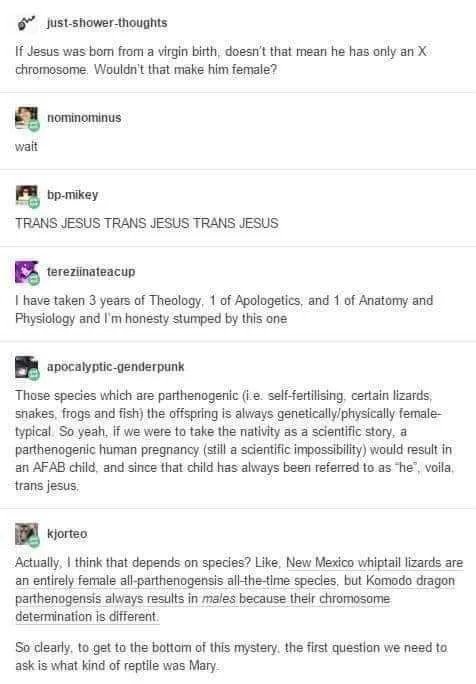 just-shower-thoughts
If Jesus was born from a virgin birth, doesn't that mean he has only an X
chromosome. Wouldn't that make him female?
nominominus
wait
bp-mikey
TRANS JESUS TRANS JESUS TRANS JESUS
tereziinateacup
I have taken 3 years of Theology, 1 of Apologetics, and 1 of Anatomy and
Physiology and I'm honesty stumped by this one
apocalyptic-genderpunk
Those species which are parthenogenic (i.e. self-fertilising, certain lizards,
snakes, frogs and fish) the offspring is always genetically/physically female-
typical. So yeah, if we were to take the nativity as a scientific story, a
parthenogenic human pregnancy (still a scientific impossibility) would result in
an AFAB child, and since that child has always been referred to as "he", voila,
trans jesus.
kjorteo
Actually, I think that depends on species? Like, New Mexico whiptail lizards are
an entirely female all-parthenogensis all-the-time species, but Komodo dragon
parthenogensis always results in males because their chromosome
determination is different.
So clearly, to get to the bottom of this mystery, the first question we need to
ask is what kind of reptile was Mary.